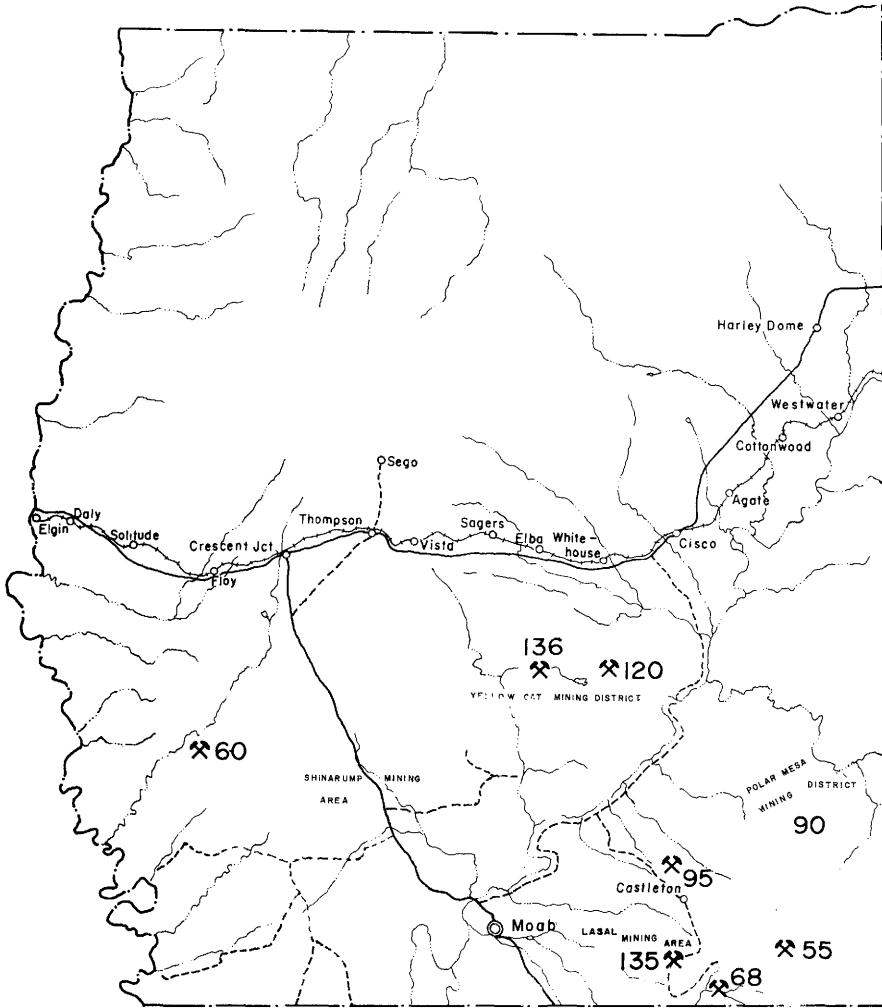 Harley Dome
Westwater
Cottonwood
Sego
Agate
Daly
Elgin
Solitude
Thompson
Sagers
Crescent Jct
Vista
Elba
White-
house
Cisco
Floy
136
120
YELLOW CAT MINING DISTRICT
60
SHINARUMP MINING
AREA
POLAR MESA
MINING DISTRICT
90
95
Castleton
Moab
LASAL MINING AREA
135
55
68